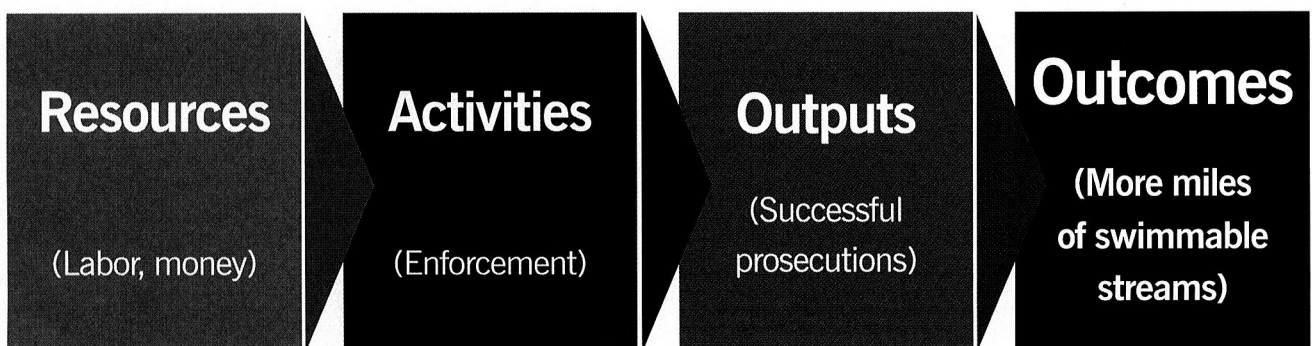 Resources
(Labor, money)
Activities
(Enforcement)
Outputs
(Successful
prosecutions)
Outcomes
(More miles
of swimmable
streams)